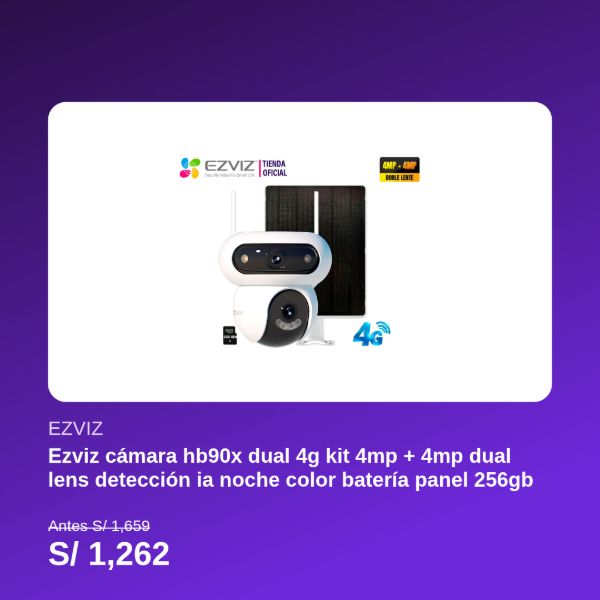 EZVIZ
TIENDA
OFICIAL
4MP + 4MP
DOBLE LENTE
4G
EZVIZ
Ezviz cámara hb90x dual 4g kit 4mp + 4mp dual
lens detección ia noche color batería panel 256gb
Antes S/ 1,659
S/ 1,262